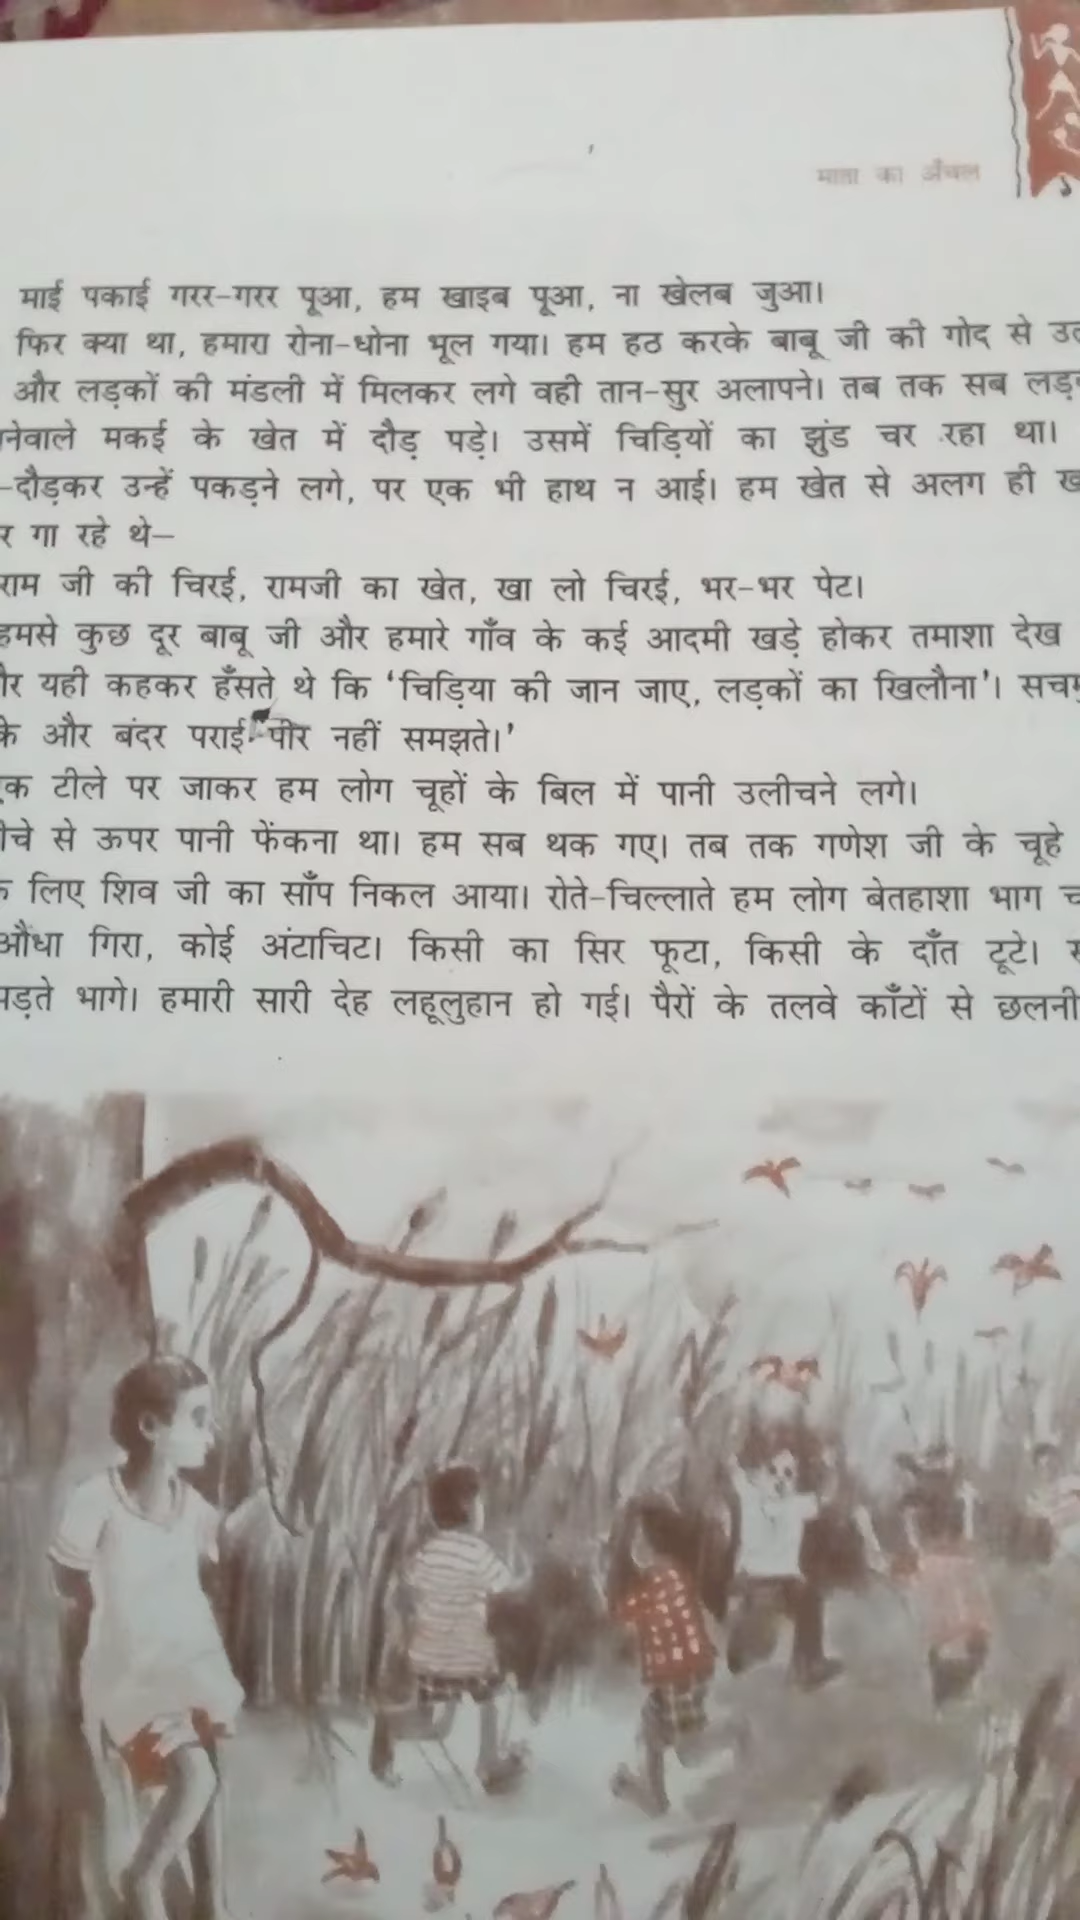 माता का अँचल
माई पकाई गरर-गरर पूआ, हम खाइब पूआ, ना खेलब जुआ।
फिर क्या था, हमारा रोना-धोना भूल गया। हम हठ करके बाबू जी की गोद से
और लड़कों की मंडली में मिलकर लगे वही तान-सुर अलापने। तब तक सब
नेवाले मकई के खेत में दौड़ पड़े। उसमें चिड़ियों का झुंड चर रहा था।
-दौड़कर उन्हें पकड़ने लगे, पर एक भी हाथ न आई। हम खेत से अलग ही
र गा रहे थे—
राम जी की चिरई, रामजी का खेत, खा लो चिरई, भर-भर पेट।
हमसे कुछ दूर बाबू जी और हमारे गाँव के कई आदमी खड़े होकर तमाशा देख
यही कहकर हँसते थे कि ‘चिड़िया की जान जाए, लड़कों का खिलौना’।
के और बंदर पराई पीर नहीं समझते।’
टीले पर जाकर हम लोग चूहों के बिल में पानी उलीचने लगे।
से ऊपर पानी फेंकना था। हम सब थक गए। तब तक गणेश जी के चूहे
लिए शिव जी का साँप निकल आया। रोते-चिल्लाते हम लोग बेतहाशा भाग
औंधा गिरा, कोई अंटाचिट। किसी का सिर फूटा, किसी के दाँत टूटे।
भागे। हमारी सारी देह लहूलुहान हो गई। पैरों के तलवे काँटों से छलनी